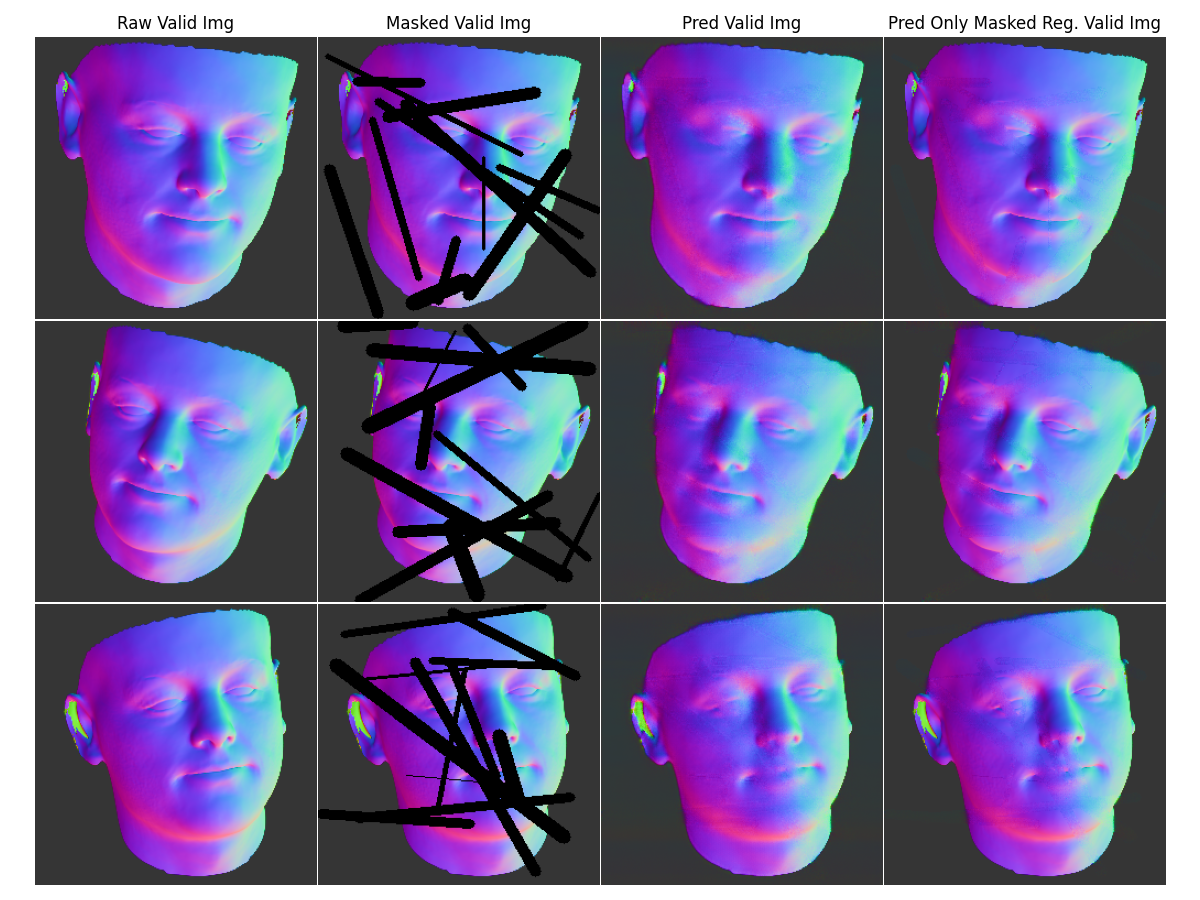 Raw Valid Img
Masked Valid Img
Pred Valid Img
Pred Only Masked Reg. Valid Img